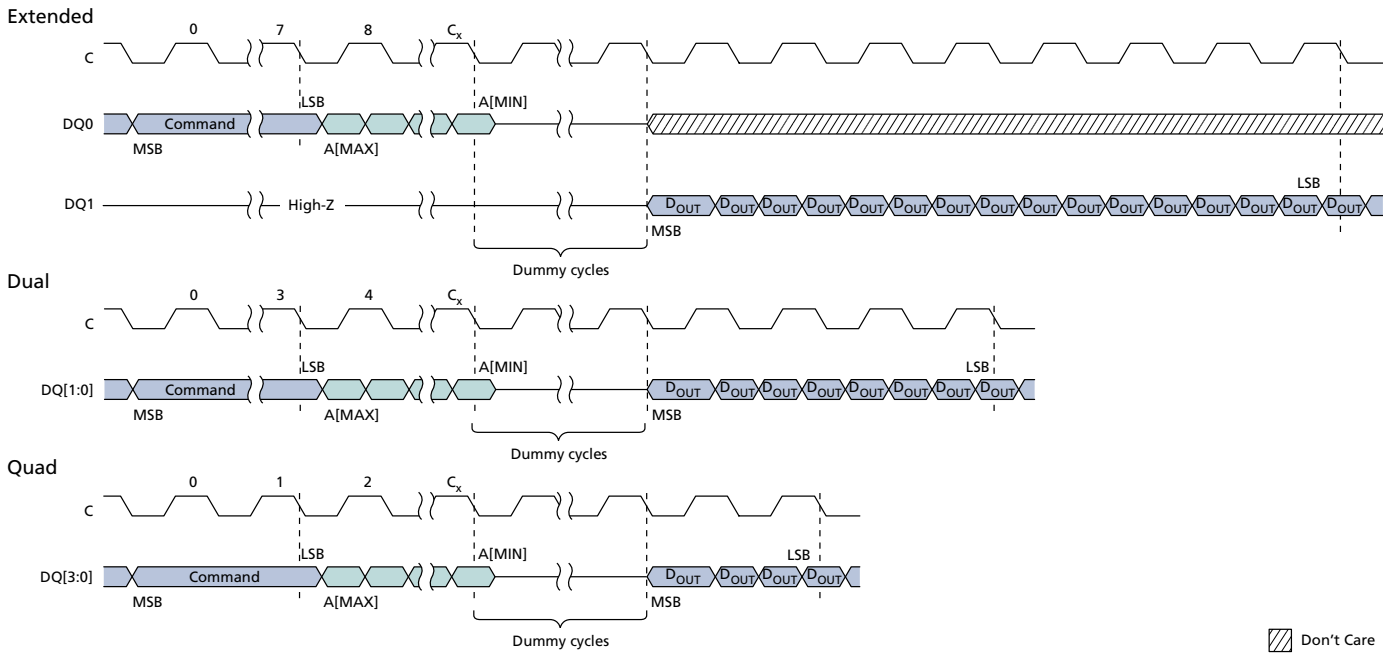 Extended
0 7 8 Cx
C
LSB A[MIN]
DQ0 Command
MSB A[MAX]
LSB
DQ1 High-Z DOUT DOUT DOUT DOUT DOUT DOUT DOUT DOUT DOUT DOUT DOUT DOUT DOUT DOUT DOUT DOUT
MSB
Dummy cycles
Dual
0 3 4 Cx
C
LSB A[MIN] LSB
DQ[1:0] Command DOUT DOUT DOUT DOUT DOUT DOUT DOUT DOUT
MSB A[MAX] MSB
Dummy cycles
Quad
0 1 2 Cx
C
LSB A[MIN] LSB
DQ[3:0] Command DOUT DOUT DOUT DOUT
MSB A[MAX] MSB
Dummy cycles
Don't Care